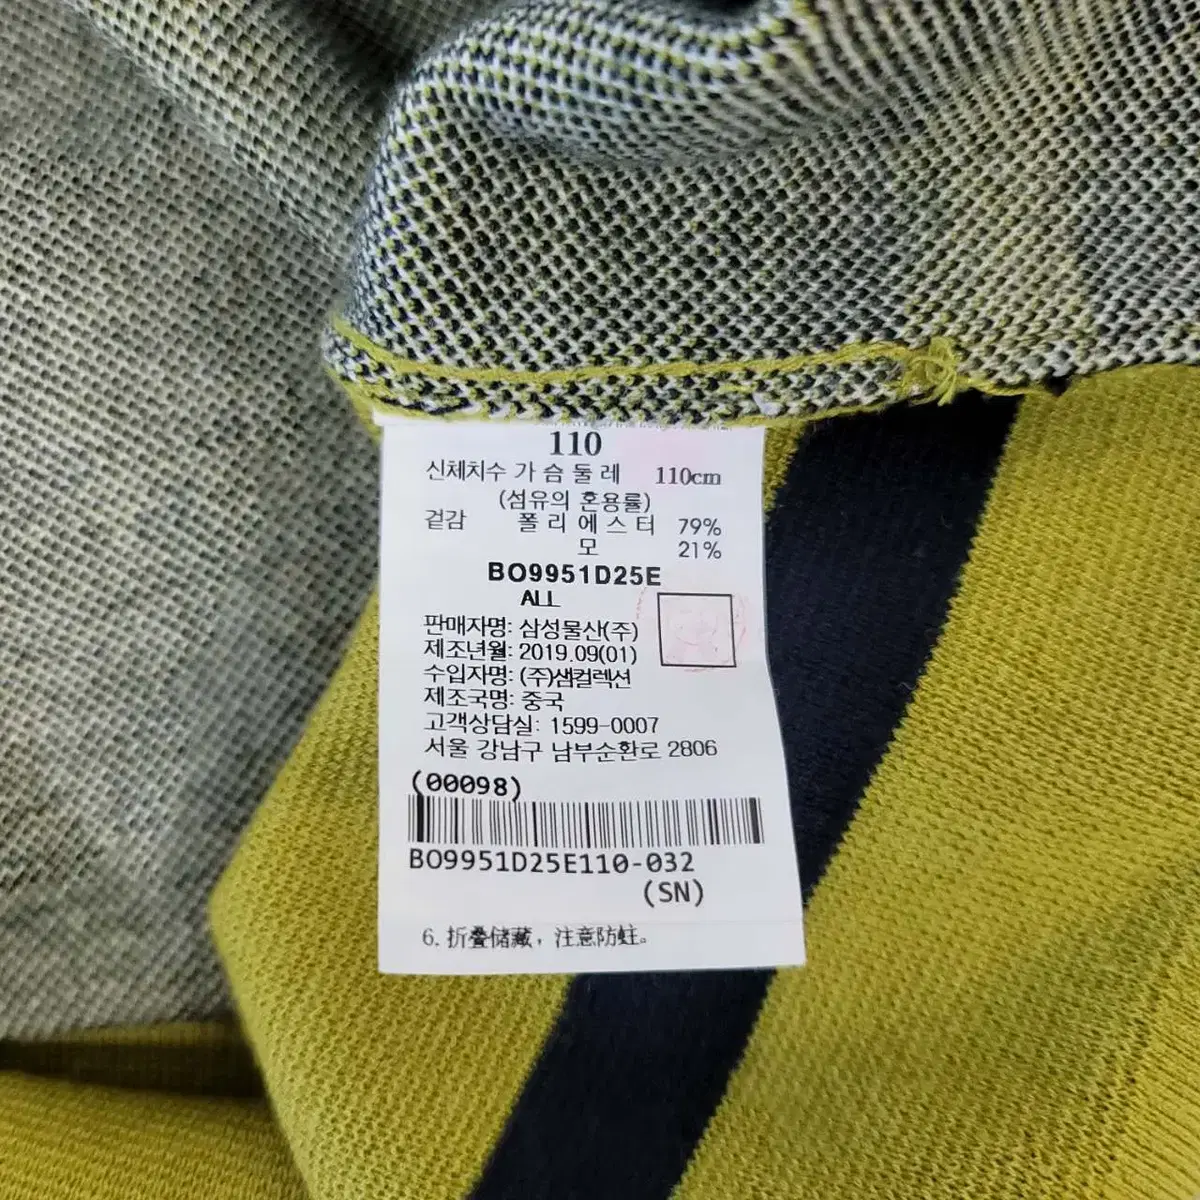 110
신체치수 가 슴 둘 레 110cm
(섬유의 혼용률)
겉감 폴 리 에 스 터 79%
모 21%
BO9951D25E
ALL
판매자명: 삼성물산(주)
제조년월: 2019.09(01)
수입자명: (주)샘컬렉션
제조국명: 중국
고객상담실: 1599-0007
서울 강남구 남부순환로 2806
(00098)
BO9951D25E110-032
(SN)
6. 折叠储藏，注意防蛀。